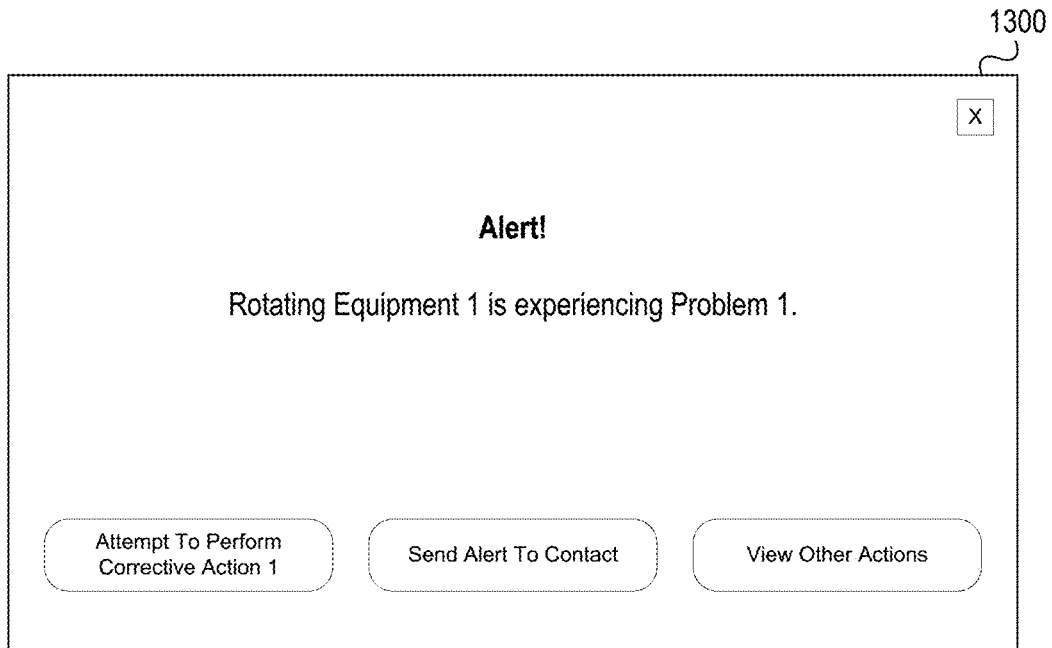 1300
X
Alert!
Rotating Equipment 1 is experiencing Problem 1.
Attempt To Perform
Corrective Action 1
Send Alert To Contact
View Other Actions